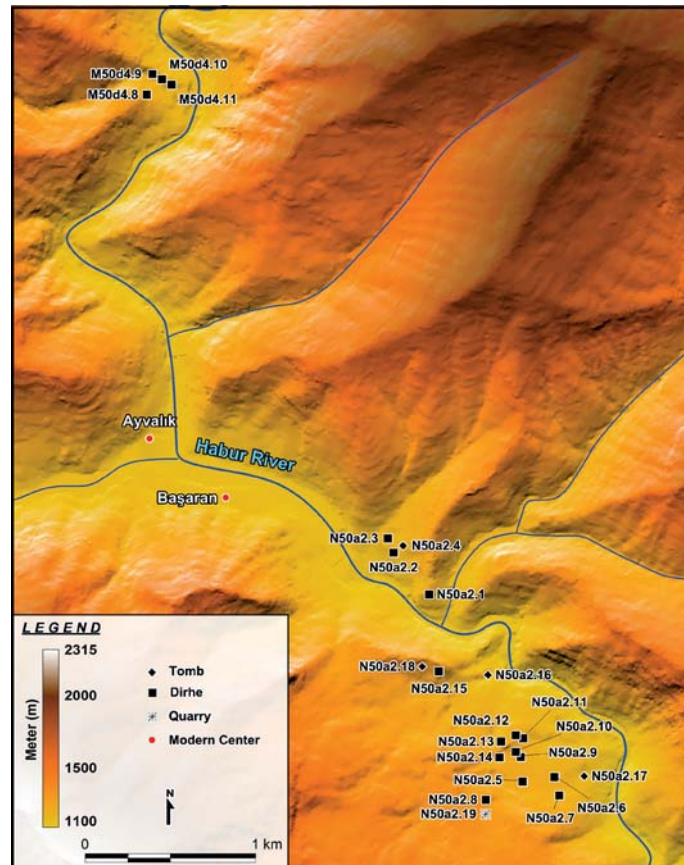 M50d4.10
M50d4.9
M50d4.8
M50d4.11
Ayvalık
Habur River
Başaran
N50a2.3
N50a2.4
N50a2.2
N50a2.1
N50a2.18
N50a2.15
N50a2.16
N50a2.11
N50a2.12
N50a2.10
N50a2.13
N50a2.9
N50a2.14
N50a2.17
N50a2.5
N50a2.6
N50a2.8
N50a2.7
N50a2.19
LEGEND
2315
2000
1500
1100
Meter (m)
Tomb
Dirhe
Quarry
Modern Center
N
0 1 km